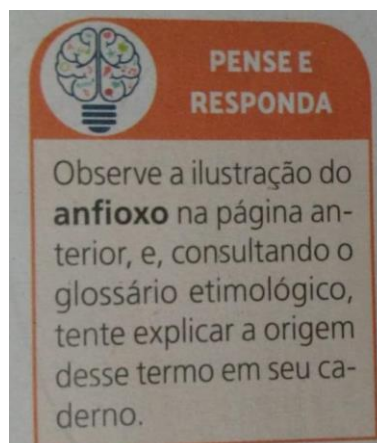 PENSE E
RESPONDA
Observe a ilustração do
anfioxo na página an-
terior, e, consultando o
glossário etimológico,
tente explicar a origem
desse termo em seu ca-
derno.